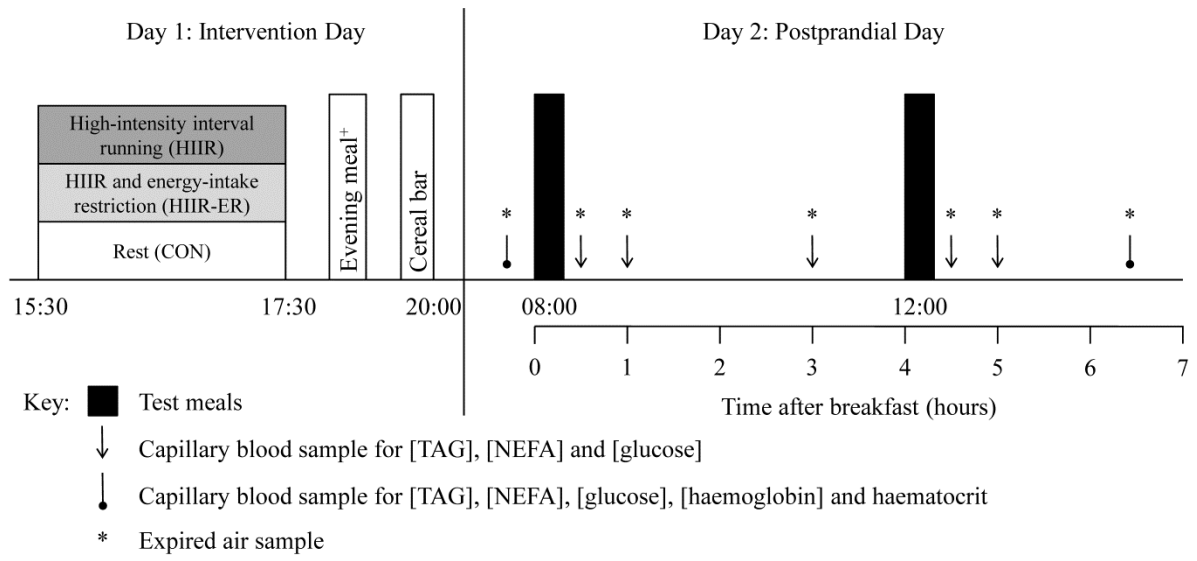 Day 1: Intervention Day
Day 2: Postprandial Day
High-intensity interval
running (HIIR)
HIIR and energy-intake
restriction (HIIR-ER)
Rest (CON)
Evening meal⁺
Cereal bar
* * * * * * *
15:30 17:30 20:00 08:00 12:00
0 1 2 3 4 5 6 7
Time after breakfast (hours)
Key:
Test meals
Capillary blood sample for [TAG], [NEFA] and [glucose]
Capillary blood sample for [TAG], [NEFA], [glucose], [haemoglobin] and haematocrit
* Expired air sample